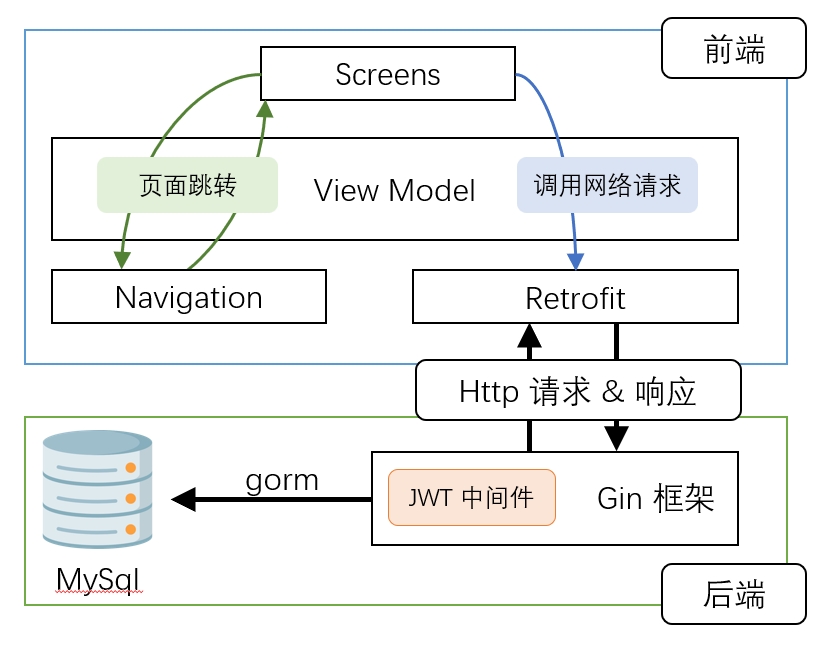 前端
Screens
页面跳转
View Model
调用网络请求
Navigation
Retrofit
Http 请求 & 响应
gorm
JWT 中间件
Gin 框架
MySql
后端